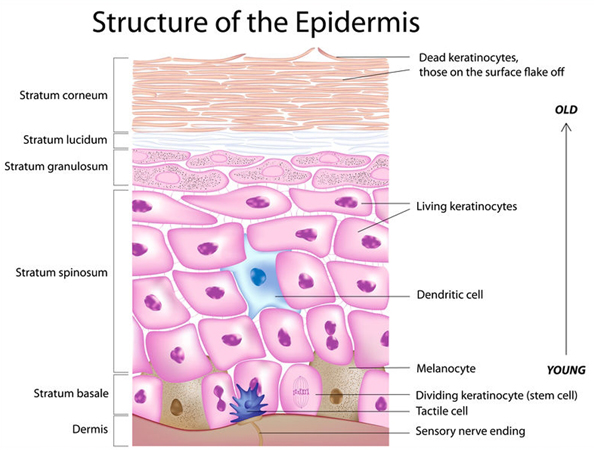 Structure of the Epidermis
Dead keratinocytes,
those on the surface flake off
Stratum corneum
OLD
Stratum lucidum
Stratum granulosum
Living keratinocytes
Stratum spinosum
Dendritic cell
Melanocyte
YOUNG
Stratum basale
Dividing keratinocyte (stem cell)
Tactile cell
Dermis
Sensory nerve ending